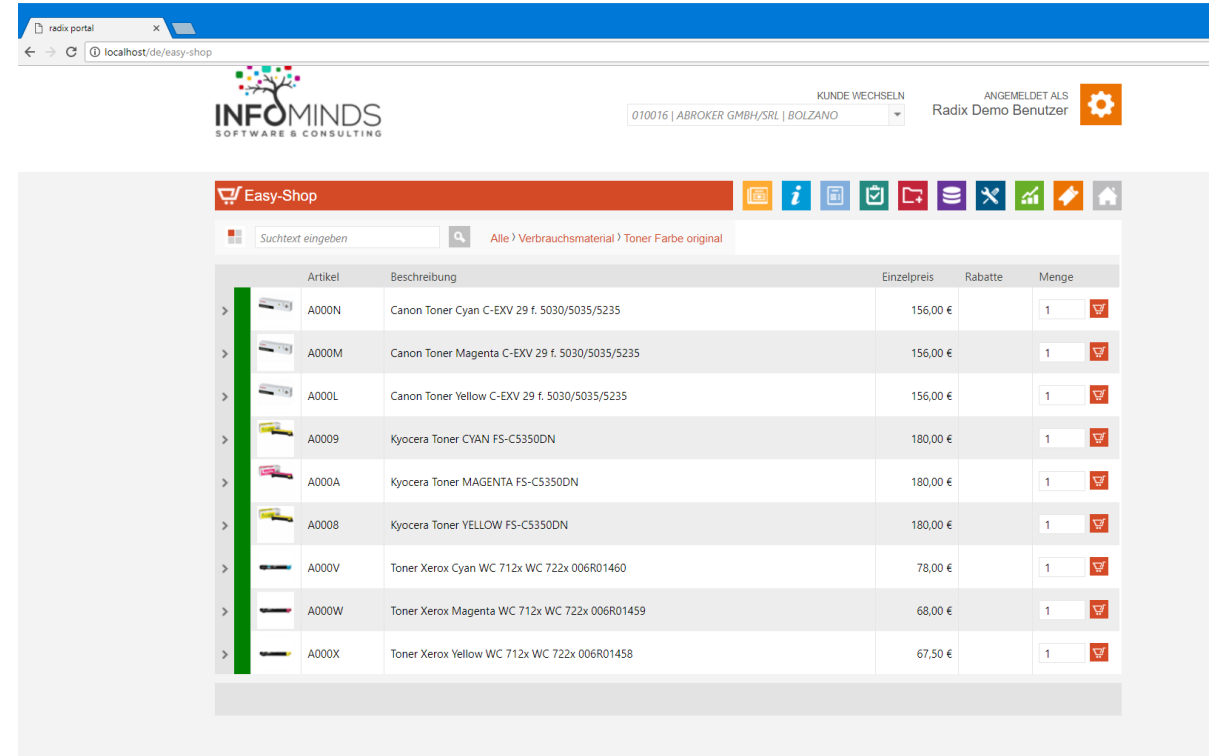 radix portal
localhost/de/easy-shop
INFOMINDS
SOFTWARE & CONSULTING
KUNDE WECHSELN
010016 | ABROKER GMBH/SRL | BOLZANO
ANGEMELDET ALS
Radix Demo Benutzer
Easy-Shop
Suchtext eingeben
Alle › Verbrauchsmaterial › Toner Farbe original
Artikel Beschreibung Einzelpreis Rabatte Menge
A000N Canon Toner Cyan C-EXV 29 f. 5030/5035/5235 156,00 € 1
A000M Canon Toner Magenta C-EXV 29 f. 5030/5035/5235 156,00 € 1
A000L Canon Toner Yellow C-EXV 29 f. 5030/5035/5235 156,00 € 1
A0009 Kyocera Toner CYAN FS-C5350DN 180,00 € 1
A000A Kyocera Toner MAGENTA FS-C5350DN 180,00 € 1
A0008 Kyocera Toner YELLOW FS-C5350DN 180,00 € 1
A000V Toner Xerox Cyan WC 712x WC 722x 006R01460 78,00 € 1
A000W Toner Xerox Magenta WC 712x WC 722x 006R01459 68,00 € 1
A000X Toner Xerox Yellow WC 712x WC 722x 006R01458 67,50 € 1